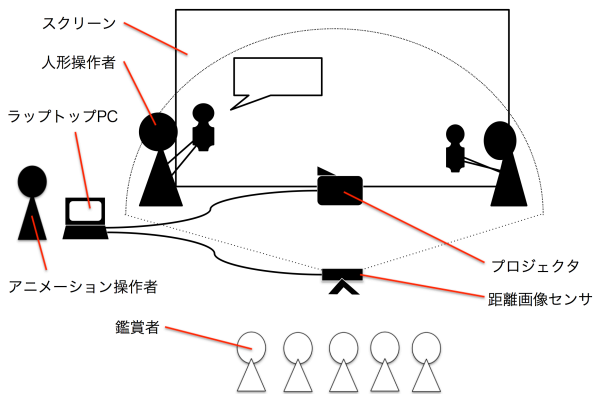 スクリーン
人形操作者
ラップトップPC
アニメーション操作者
プロジェクタ
距離画像センサ
鑑賞者